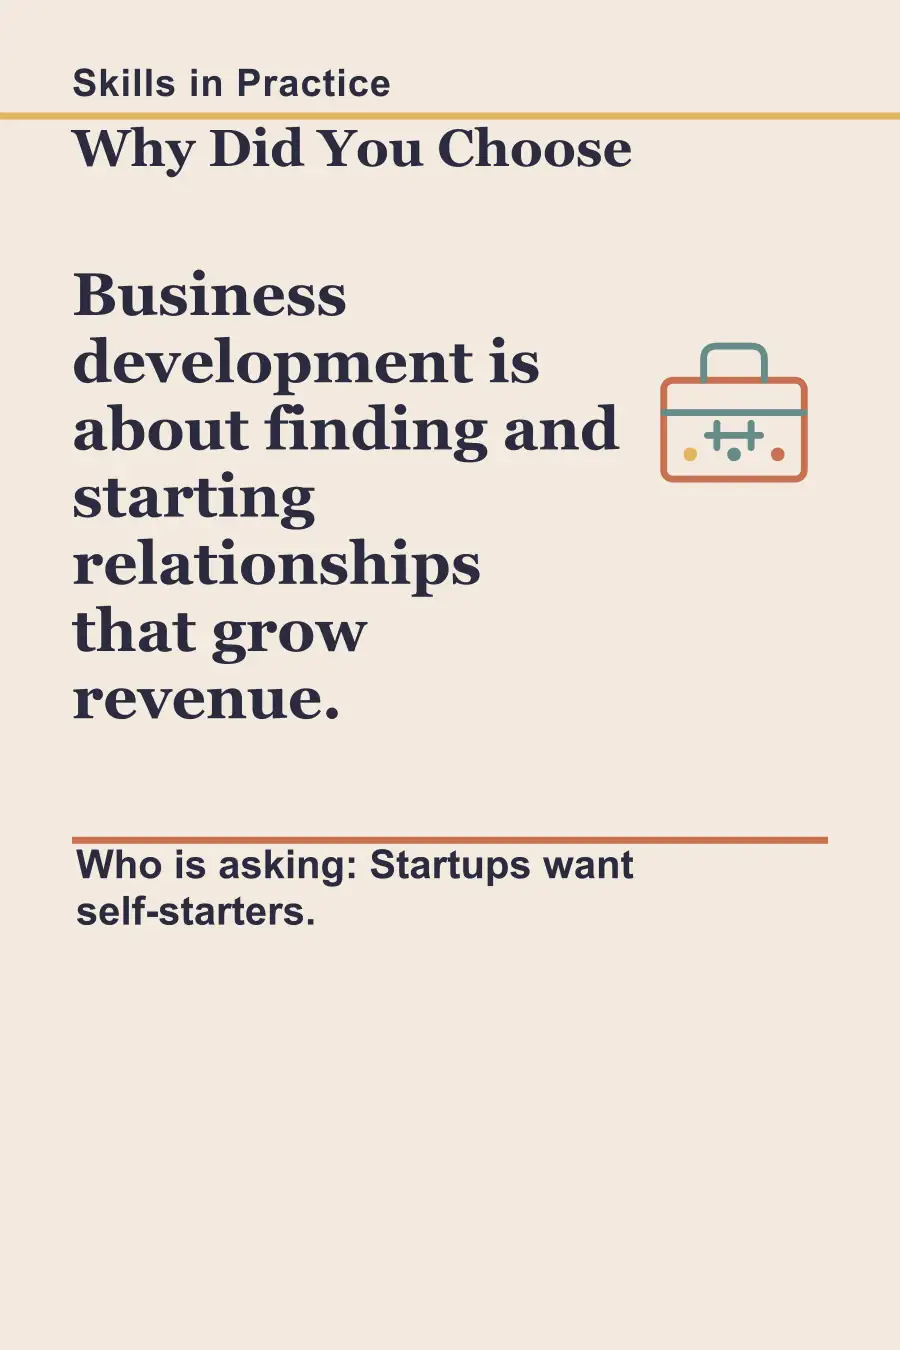 Skills in Practice
Why Did You Choose
Business
development is
about finding and
starting
relationships
that grow
revenue.
Who is asking: Startups want
self-starters.